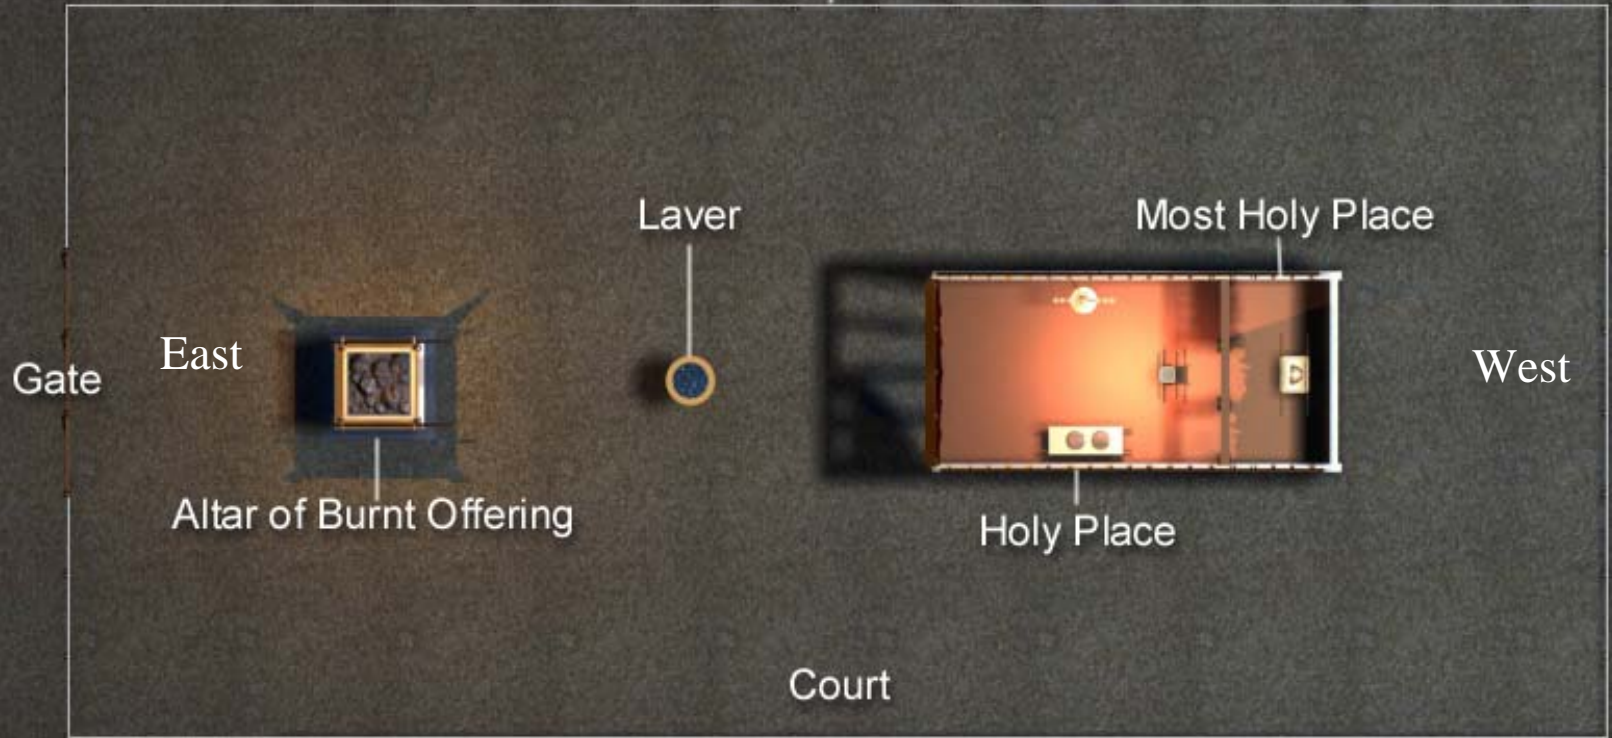 Laver
Most Holy Place
East
West
Gate
Altar of Burnt Offering
Holy Place
Court